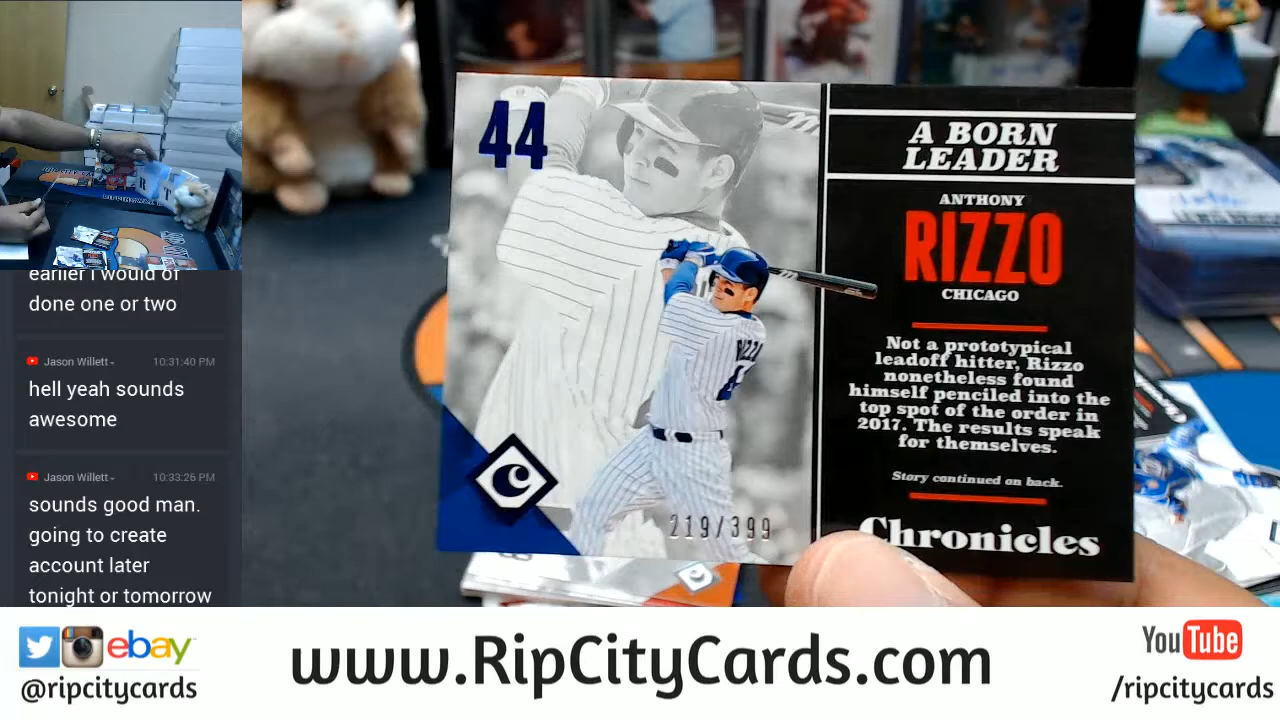 earlier I would of
done one or two
Jason Willett
10:31:40 PM
hell yeah sounds
awesome
Jason Willett
10:33:26 PM
sounds good man.
going to create
account later
tonight or tomorrow
44
RIZZO
C
219/399
A BORN
LEADER
ANTHONY
RIZZO
CHICAGO
Not a prototypical
leadoff hitter, Rizzo
nonetheless found
himself penciled into the
top spot of the order in
2017. The results speak
for themselves.
Story continued on back.
Chronicles
ebay
@ripcitycards
www.RipCityCards.com
YouTube
/ripcitycards